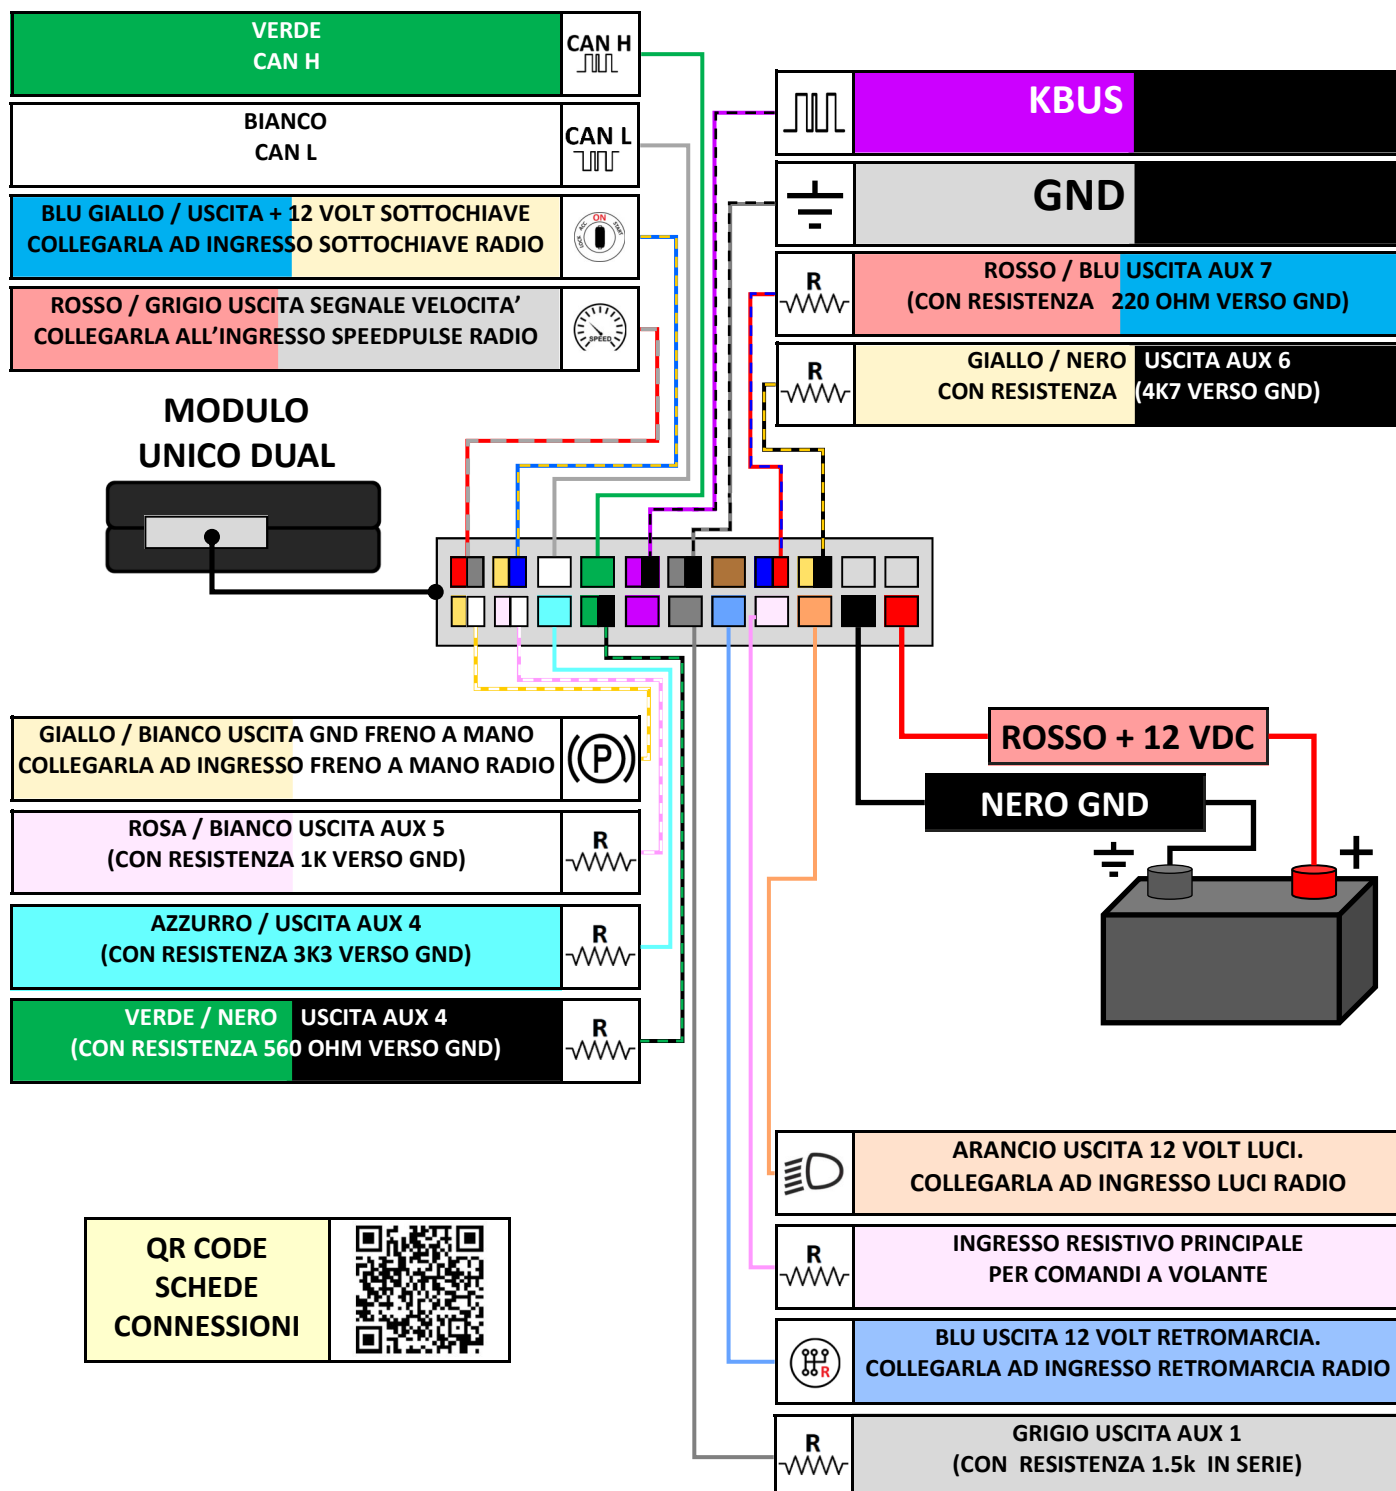 VERDE
CAN H
CAN H
BIANCO
CAN L
CAN L
BLU GIALLO / USCITA + 12 VOLT SOTTOCHIAVE
COLLEGARLA AD INGRESSO SOTTOCHIAVE RADIO
LOCK ACC ON START
ROSSO / GRIGIO USCITA SEGNALE VELOCITA’
COLLEGARLA ALL’INGRESSO SPEEDPULSE RADIO
SPEED
KBUS
GND
R
ROSSO / BLU USCITA AUX 7
(CON RESISTENZA 220 OHM VERSO GND)
R
GIALLO / NERO USCITA AUX 6
CON RESISTENZA (4K7 VERSO GND)
MODULO
UNICO DUAL
GIALLO / BIANCO USCITA GND FRENO A MANO
COLLEGARLA AD INGRESSO FRENO A MANO RADIO
(P)
ROSA / BIANCO USCITA AUX 5
(CON RESISTENZA 1K VERSO GND)
R
AZZURRO / USCITA AUX 4
(CON RESISTENZA 3K3 VERSO GND)
R
VERDE / NERO USCITA AUX 4
(CON RESISTENZA 560 OHM VERSO GND)
R
ROSSO + 12 VDC
NERO GND
+
ARANCIO USCITA 12 VOLT LUCI.
COLLEGARLA AD INGRESSO LUCI RADIO
R
INGRESSO RESISTIVO PRINCIPALE
PER COMANDI A VOLANTE
R
BLU USCITA 12 VOLT RETROMARCIA.
COLLEGARLA AD INGRESSO RETROMARCIA RADIO
R
GRIGIO USCITA AUX 1
(CON RESISTENZA 1.5k IN SERIE)
QR CODE
SCHEDE
CONNESSIONI